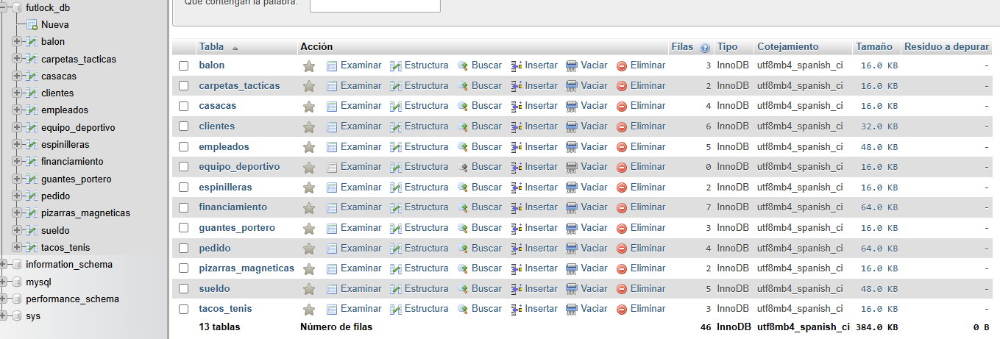 futlock_db
Nueva
balon
carpetas_tacticas
casacas
clientes
empleados
equipo_deportivo
espinilleras
financiamiento
guantes_portero
pedido
pizarras_magneticas
sueldo
tacos_tenis
information_schema
mysql
performance_schema
sys
Que contengan la palabra:
Tabla Acción Filas Tipo Cotejamiento Tamaño Residuo a depurar
balon Examinar Estructura Buscar Insertar Vaciar Eliminar 3 InnoDB utf8mb4_spanish_ci 16.0 KB -
carpetas_tacticas Examinar Estructura Buscar Insertar Vaciar Eliminar 2 InnoDB utf8mb4_spanish_ci 16.0 KB -
casacas Examinar Estructura Buscar Insertar Vaciar Eliminar 4 InnoDB utf8mb4_spanish_ci 16.0 KB -
clientes Examinar Estructura Buscar Insertar Vaciar Eliminar 6 InnoDB utf8mb4_spanish_ci 32.0 KB -
empleados Examinar Estructura Buscar Insertar Vaciar Eliminar 5 InnoDB utf8mb4_spanish_ci 48.0 KB -
equipo_deportivo Examinar Estructura Buscar Insertar Vaciar Eliminar 0 InnoDB utf8mb4_spanish_ci 16.0 KB -
espinilleras Examinar Estructura Buscar Insertar Vaciar Eliminar 2 InnoDB utf8mb4_spanish_ci 16.0 KB -
financiamiento Examinar Estructura Buscar Insertar Vaciar Eliminar 7 InnoDB utf8mb4_spanish_ci 64.0 KB -
guantes_portero Examinar Estructura Buscar Insertar Vaciar Eliminar 3 InnoDB utf8mb4_spanish_ci 16.0 KB -
pedido Examinar Estructura Buscar Insertar Vaciar Eliminar 4 InnoDB utf8mb4_spanish_ci 64.0 KB -
pizarras_magneticas Examinar Estructura Buscar Insertar Vaciar Eliminar 2 InnoDB utf8mb4_spanish_ci 16.0 KB -
sueldo Examinar Estructura Buscar Insertar Vaciar Eliminar 5 InnoDB utf8mb4_spanish_ci 48.0 KB -
tacos_tenis Examinar Estructura Buscar Insertar Vaciar Eliminar 3 InnoDB utf8mb4_spanish_ci 16.0 KB -
13 tablas Número de filas 46 InnoDB utf8mb4_spanish_ci 384.0 KB 0 B